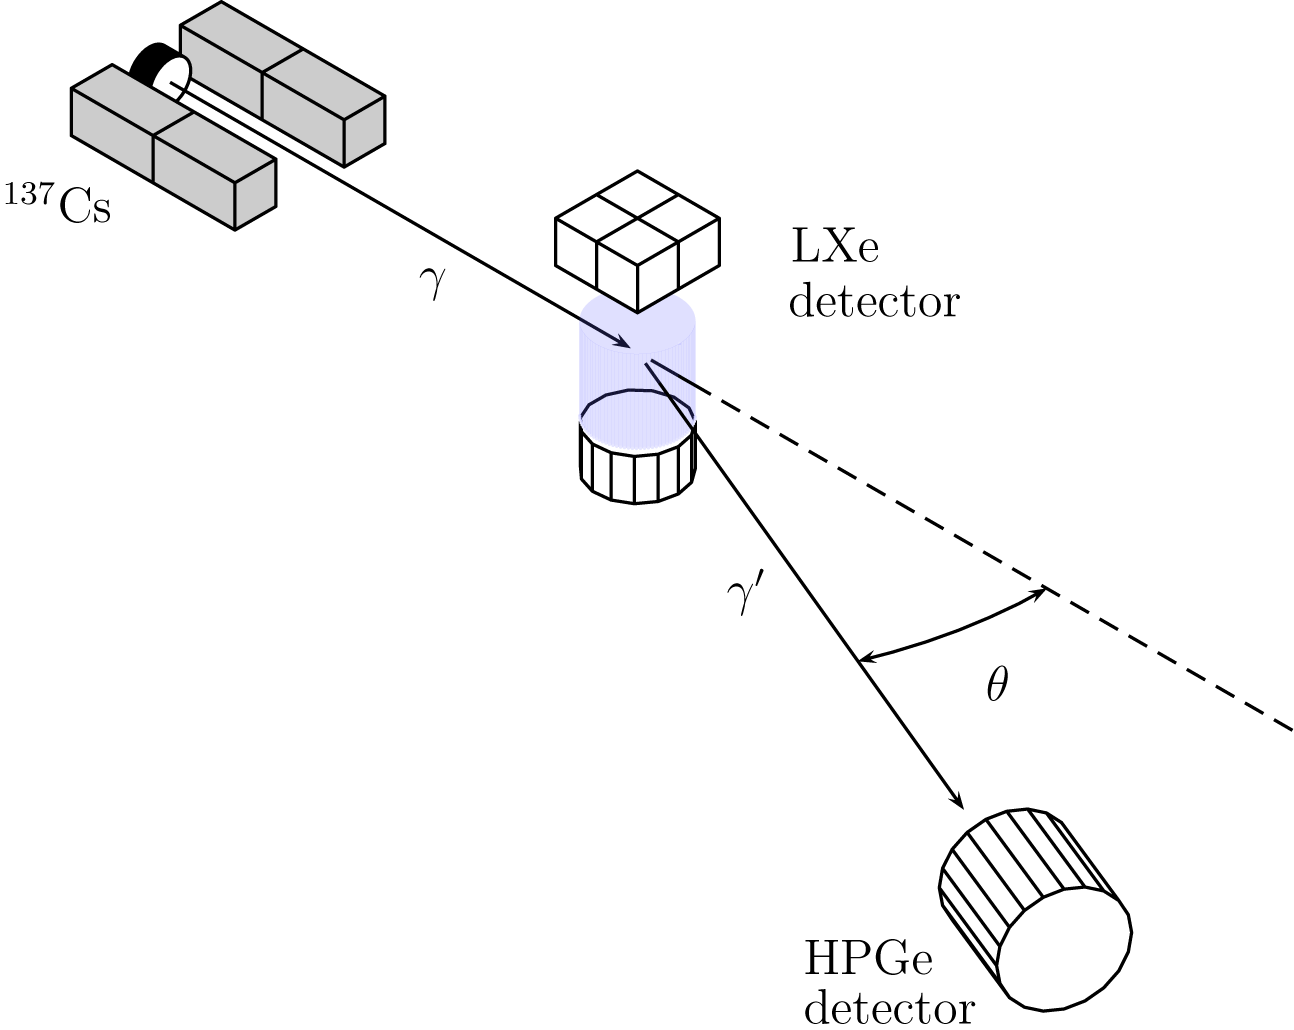 ¹³⁷Cs
γ
LXe
detector
γ′
θ
HPGe
detector